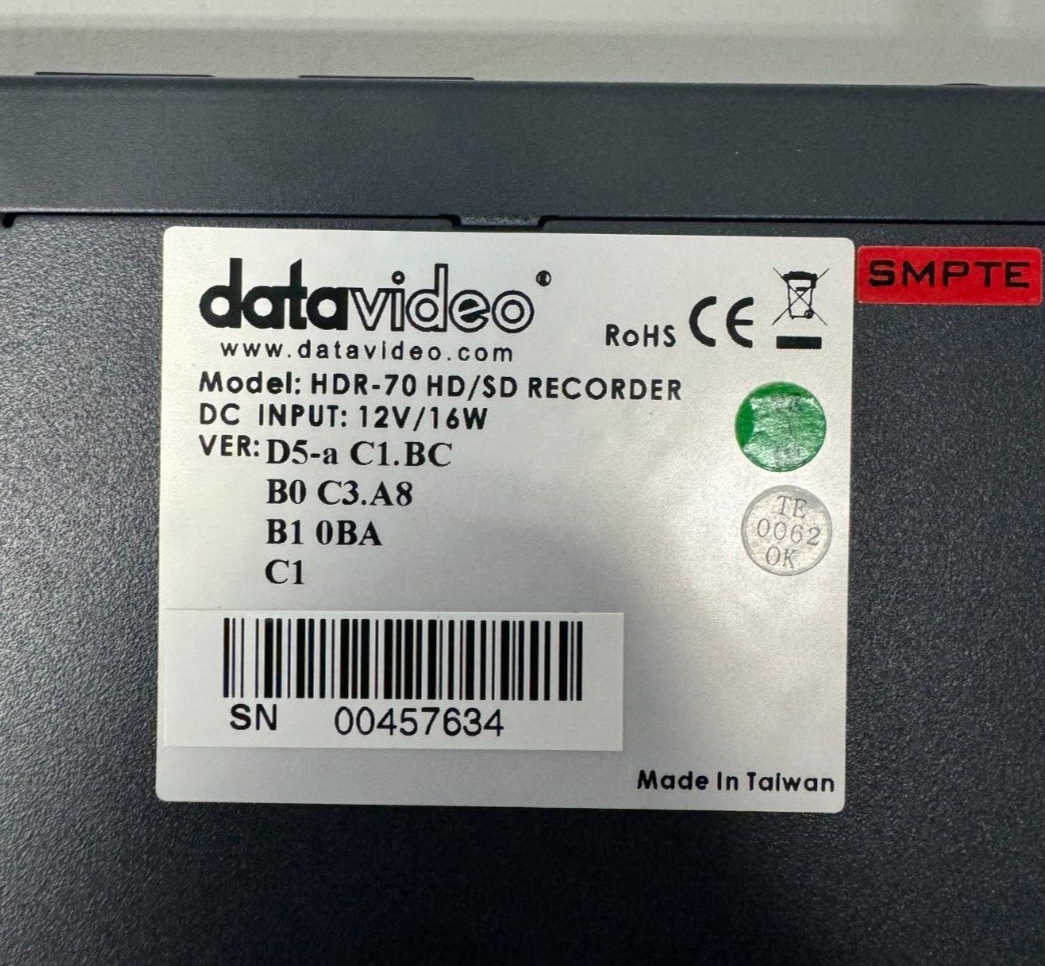 datavideo®
www.datavideo.com
RoHS CE
SMPTE
Model: HDR-70 HD/SD RECORDER
DC INPUT: 12V/16W
VER: D5-a C1.BC
B0 C3.A8
B1 0BA
C1
TE
0062
OK
SN 00457634
Made In Taiwan